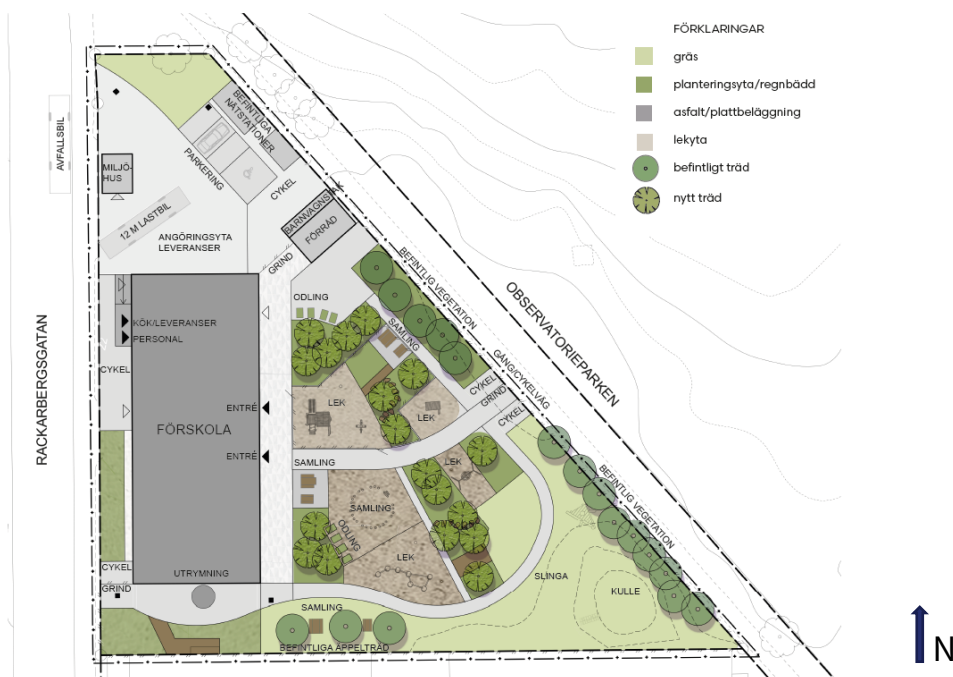 FÖRKLARINGAR
gräs
planteringsyta/regnbädd
asfalt/plattbeläggning
lekyta
befintligt träd
nytt träd
AVFALLSBIL
BEFINTLIGA
NÄTSTATIONER
PARKERING
MILJÖ-
HUS
CYKEL
12 M LASTBIL
BARNVAGNSTAK
FÖRRÅD
ANGÖRINGSYTA
LEVERANSER
GRIND
ODLING
BEFINTLIG VEGETATION
OBSERVATORIEPARKEN
SAMLING
KÖK/LEVERANSER
PERSONAL
GÅNG/CYKELVÄG
CYKEL
CYKEL
GRIND
CYKEL
RACKARBERGSGATAN
ENTRÉ
LEK
LEK
FÖRSKOLA
ENTRÉ
SAMLING
LEK
BEFINTLIG VEGETATION
SAMLING
ODLING
LEK
CYKEL
UTRYMNING
GRIND
SLINGA
KULLE
SAMLING
BEFINTLIGA ÄPPELTRÄD
N